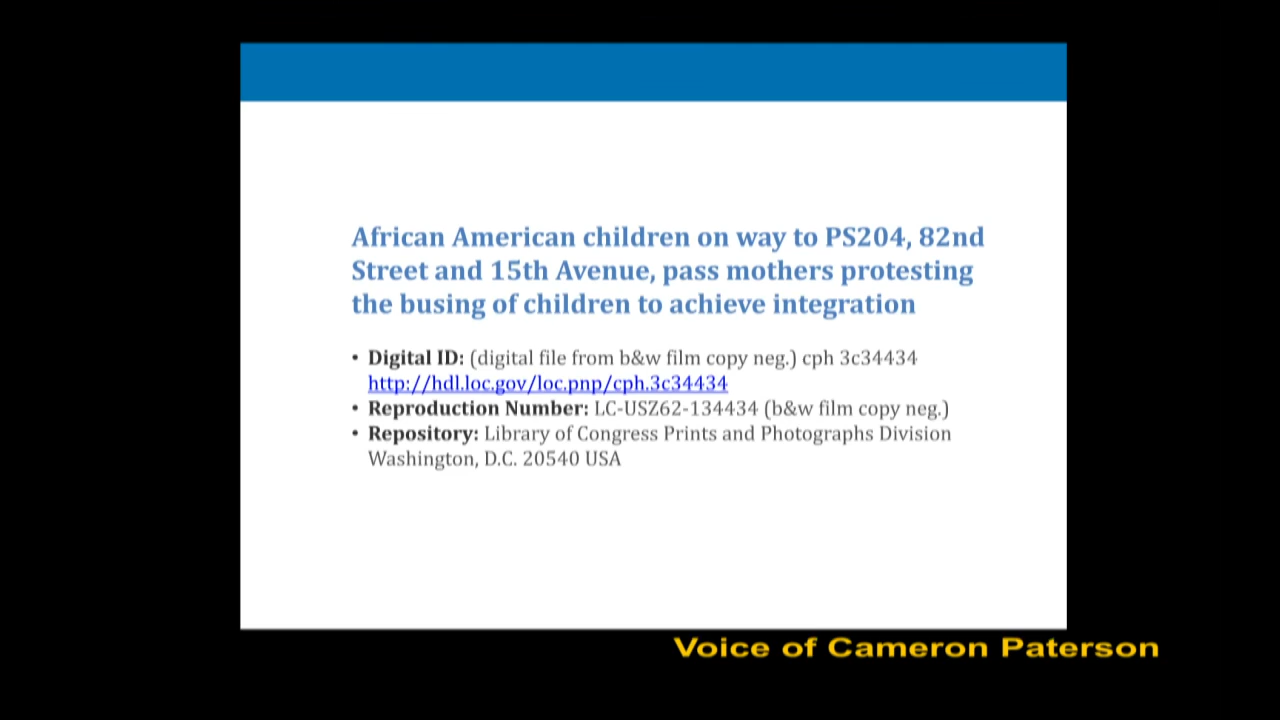 African American children on way to PS204, 82nd
Street and 15th Avenue, pass mothers protesting
the busing of children to achieve integration
• Digital ID: (digital file from b&w film copy neg.) cph 3c34434
http://hdl.loc.gov/loc.pnp/cph.3c34434
• Reproduction Number: LC-USZ62-134434 (b&w film copy neg.)
• Repository: Library of Congress Prints and Photographs Division
Washington, D.C. 20540 USA
Voice of Cameron Paterson